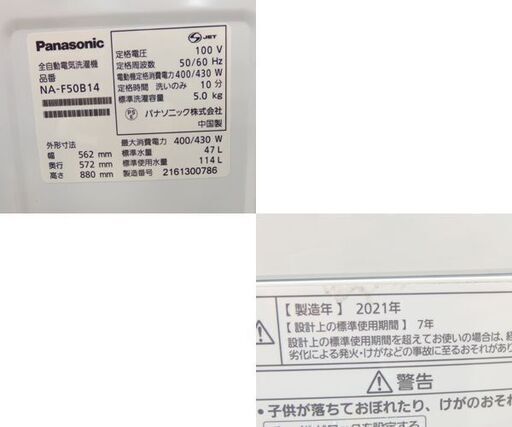 Panasonic
JET
全自動電気洗濯機
品番
NA-F50B14
定格電圧 100 V
定格周波数 50/60 Hz
電動機定格消費電力 400/430 W
定格時間 洗いのみ 10 分
標準洗濯容量 5.0 kg
PS E パナソニック株式会社
中国製
外形寸法
幅 562 mm
奥行 572 mm
高さ 880 mm
最大消費電力 400/430 W
標準水量 47 L
標準使用水量 114 L
製造番号 2161300786
【製造年】 2021年
【設計上の標準使用期間】 7年
設計上の標準使用期間を超えてお使いの場合は、経
劣化による発火・けがなどの事故に至るおそれがあり
警告
・子供が落ちておぼれたり、けがのおそれ